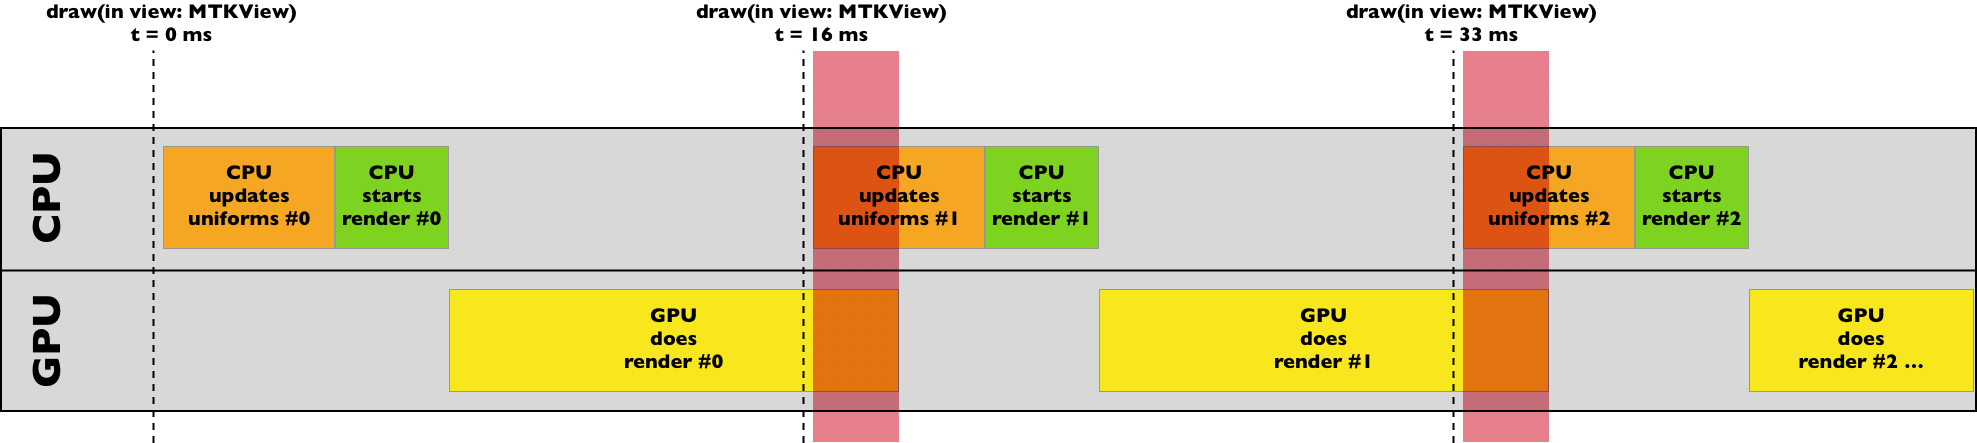 draw(in view: MTKView)
t = 0 ms
draw(in view: MTKView)
t = 16 ms
draw(in view: MTKView)
t = 33 ms
CPU
CPU
updates
uniforms #0
CPU
starts
render #0
CPU
updates
uniforms #1
CPU
starts
render #1
CPU
updates
uniforms #2
CPU
starts
render #2
GPU
GPU
does
render #0
GPU
does
render #1
GPU
does
render #2 ...